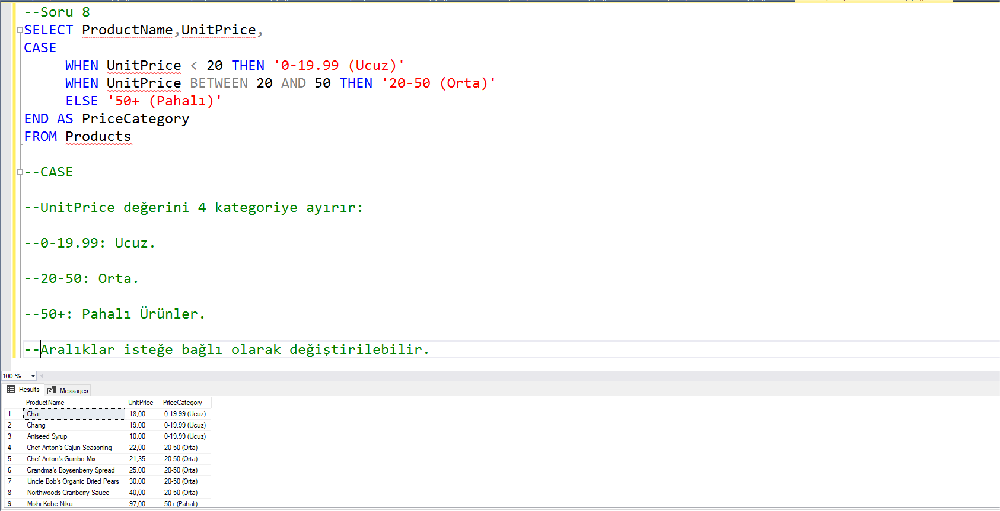 --Soru 8
SELECT ProductName,UnitPrice,
CASE
WHEN UnitPrice < 20 THEN '0-19.99 (Ucuz)'
WHEN UnitPrice BETWEEN 20 AND 50 THEN '20-50 (Orta)'
ELSE '50+ (Pahalı)'
END AS PriceCategory
FROM Products
--CASE
--UnitPrice değerini 4 kategoriye ayırır:
--0-19.99: Ucuz.
--20-50: Orta.
--50+: Pahalı Ürünler.
--Aralıklar isteğe bağlı olarak değiştirilebilir.
100 %
Results Messages
ProductName UnitPrice PriceCategory
1 Chai 18,00 0-19.99 (Ucuz)
2 Chang 19,00 0-19.99 (Ucuz)
3 Aniseed Syrup 10,00 0-19.99 (Ucuz)
4 Chef Anton's Cajun Seasoning 22,00 20-50 (Orta)
5 Chef Anton's Gumbo Mix 21,35 20-50 (Orta)
6 Grandma's Boysenberry Spread 25,00 20-50 (Orta)
7 Uncle Bob's Organic Dried Pears 30,00 20-50 (Orta)
8 Northwoods Cranberry Sauce 40,00 20-50 (Orta)
9 Mishi Kobe Niku 97,00 50+ (Pahali)